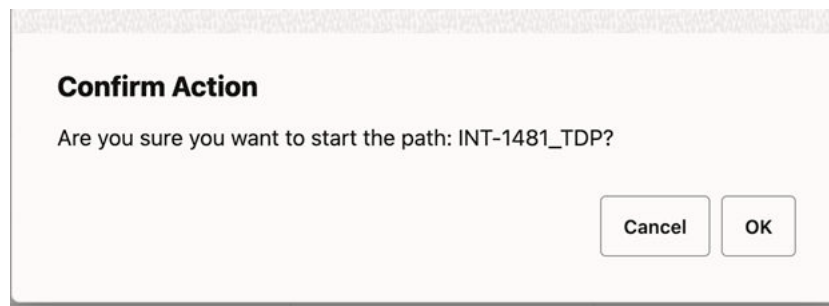 Confirm Action
Are you sure you want to start the path: INT-1481_TDP?
Cancel OK